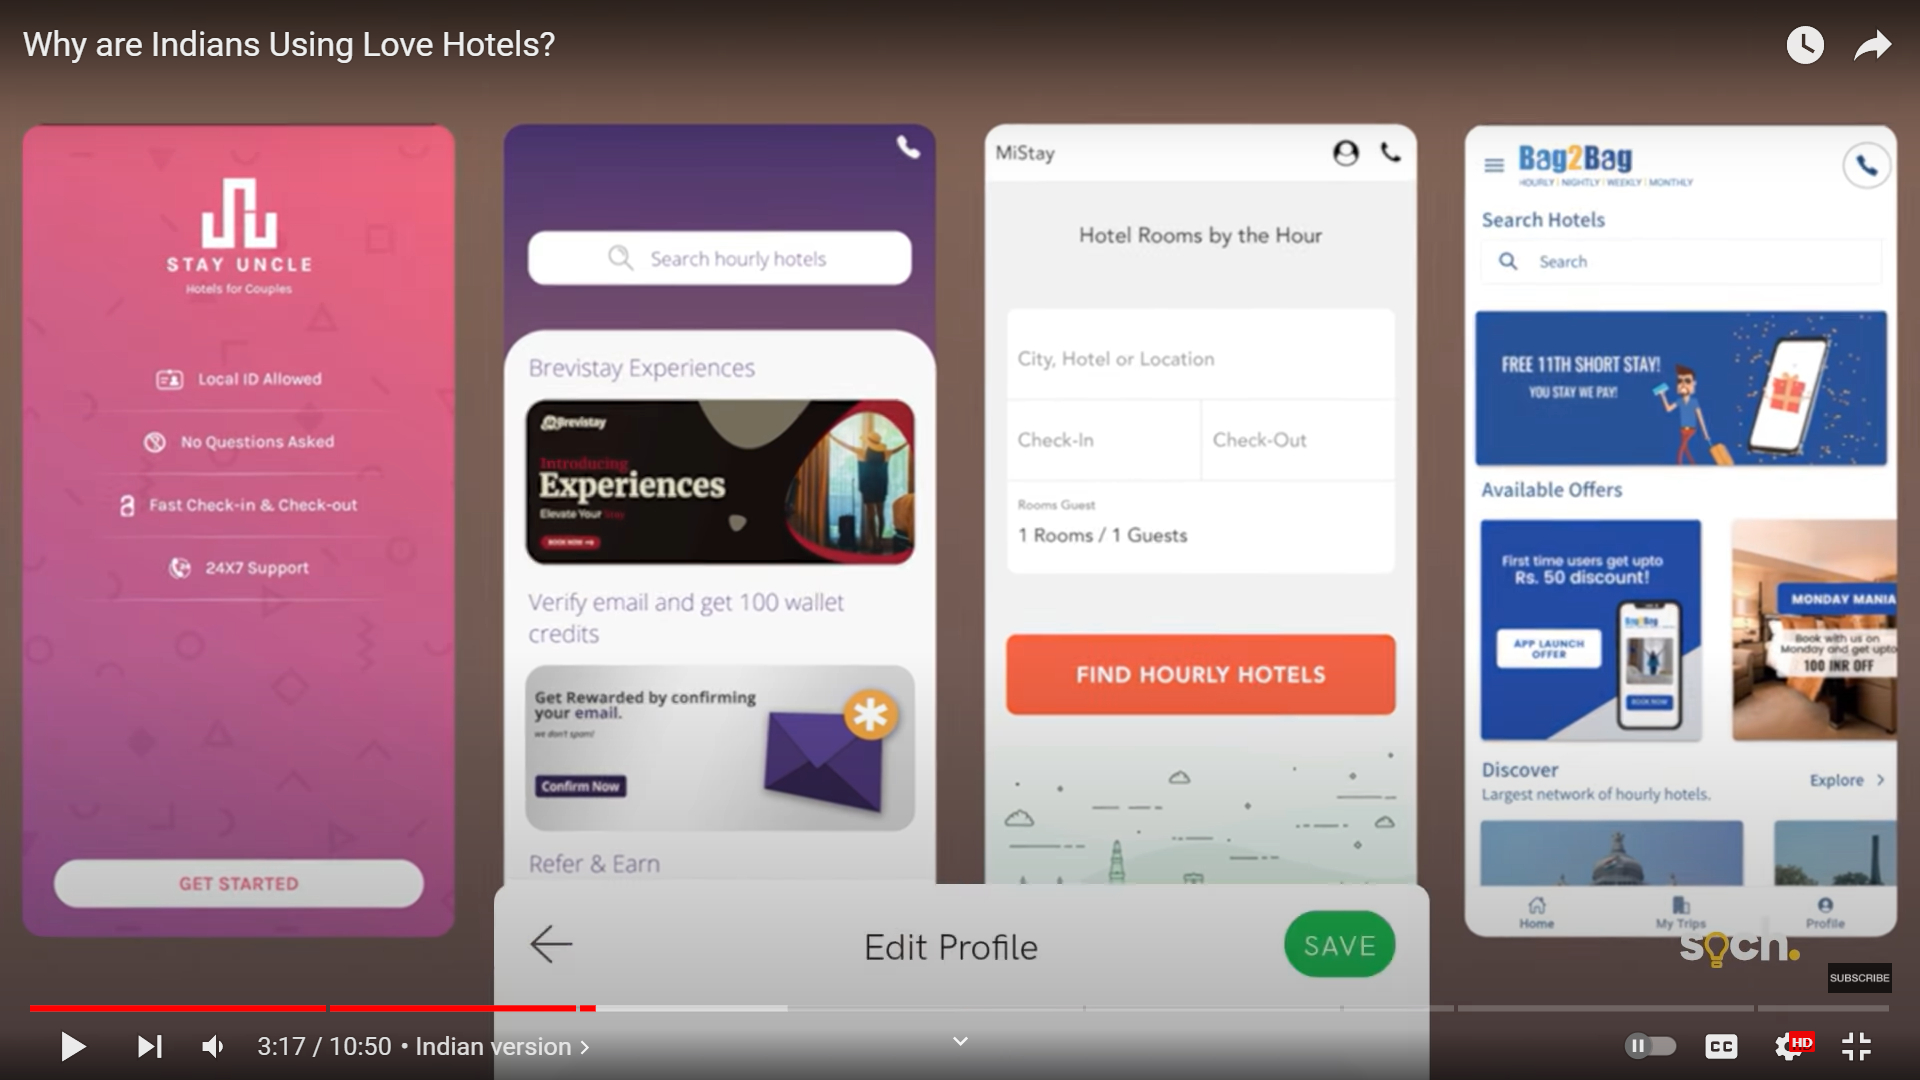 Why are Indians Using Love Hotels?
STAY UNCLE
Hotels for Couples
Local ID Allowed
No Questions Asked
Fast Check-in & Check-out
24X7 Support
GET STARTED
Search hourly hotels
Brevistay Experiences
Brevistay
Introducing
Experiences
Elevate Your Stay
BOOK NOW
Verify email and get 100 wallet
credits
Get Rewarded by confirming
your email.
we don't spam!
Confirm Now
Refer & Earn
MiStay
Hotel Rooms by the Hour
City, Hotel or Location
Check-In
Check-Out
Rooms Guest
1 Rooms / 1 Guests
FIND HOURLY HOTELS
Bag2Bag
HOURLY | NIGHTLY | WEEKLY | MONTHLY
Search Hotels
Search
FREE 11TH SHORT STAY!
YOU STAY WE PAY!
Available Offers
First time users get upto
Rs. 50 discount!
APP LAUNCH
OFFER
Bag2Bag
BOOK NOW
MONDAY MANIA
Book with us on
Monday and get upto
100 INR OFF
Discover
Explore
Largest network of hourly hotels.
Home
My Trips
Profile
Edit Profile
SAVE
soch.
SUBSCRIBE
3:17 / 10:50 • Indian version
CC
HD